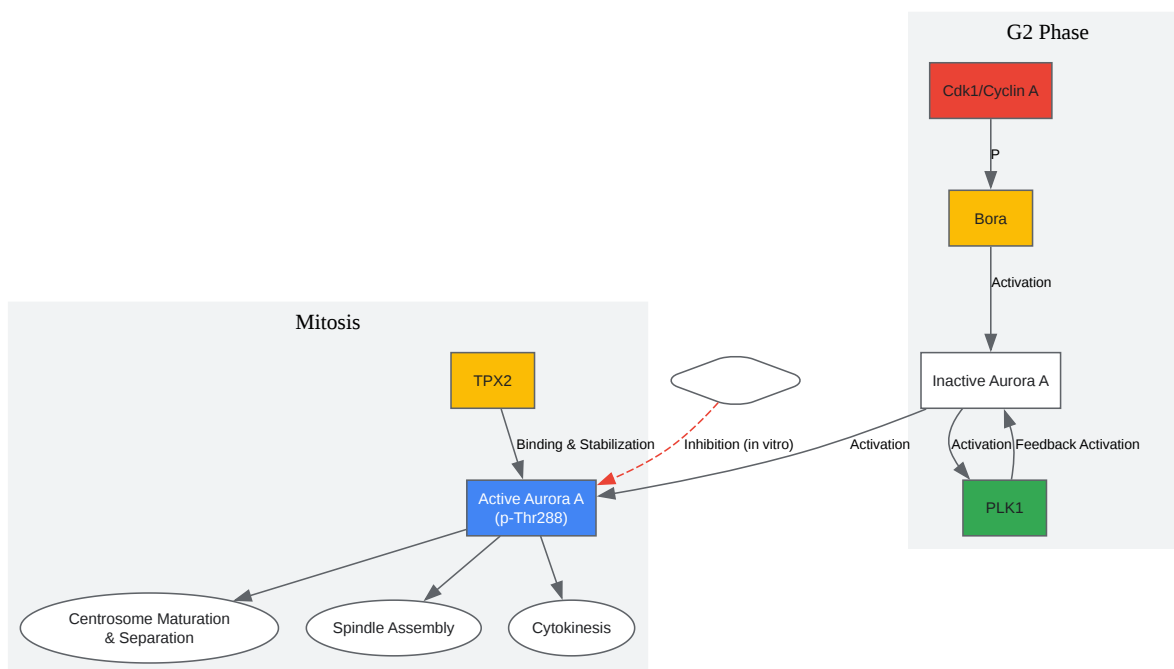 G2 Phase
Cdk1/Cyclin A
P
Bora
Activation
Mitosis
TPX2
Inactive Aurora A
Binding & Stabilization
Inhibition (in vitro)
Activation
Activation
Feedback Activation
Active Aurora A
(p-Thr288)
PLK1
Centrosome Maturation
& Separation
Spindle Assembly
Cytokinesis